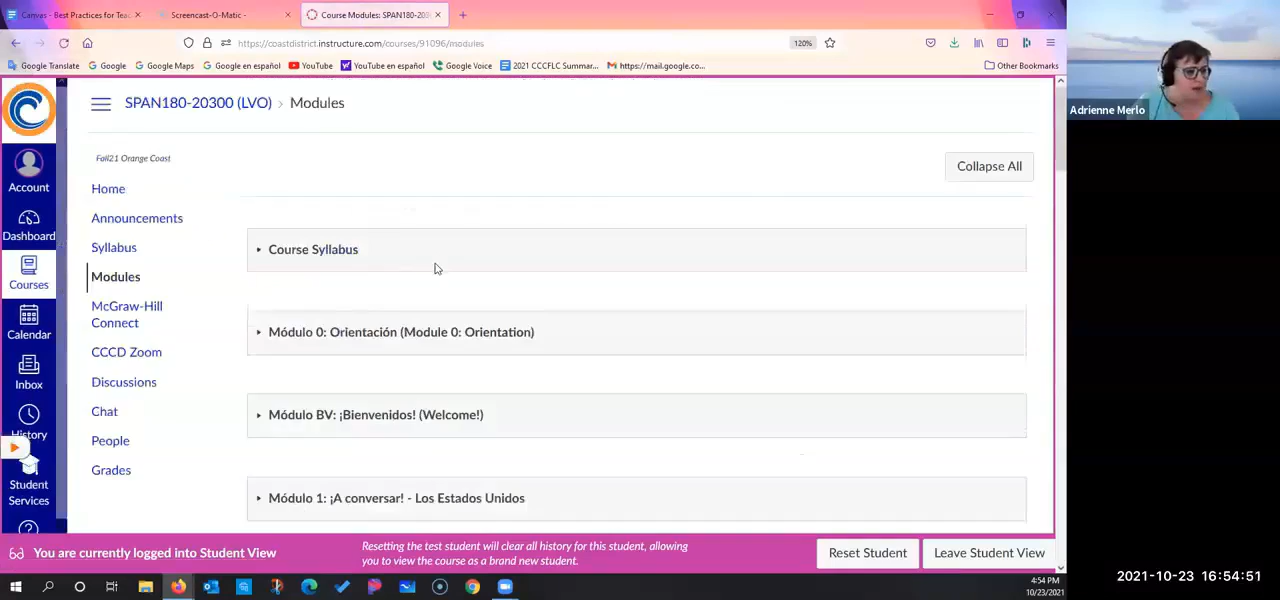 Canvas - Best Practices for Teac
Screencast-O-Matic -
Course Modules: SPAN180-203
https://coastdistrict.instructure.com/courses/91096/modules
120%
Google Translate
Google
Google Maps
Google en español
YouTube
YouTube en español
Google Voice
2021 CCCFLC Summar...
https://mail.google.co...
Other Bookmarks
Adrienne Merlo
SPAN180-20300 (LVO) › Modules
Fall21 Orange Coast
Collapse All
Account
Dashboard
Courses
Calendar
Inbox
History
Student
Services
Home
Announcements
Syllabus
Modules
McGraw-Hill
Connect
CCCD Zoom
Discussions
Chat
People
Grades
Course Syllabus
Módulo 0: Orientación (Module 0: Orientation)
Módulo BV: ¡Bienvenidos! (Welcome!)
Módulo 1: ¡A conversar! - Los Estados Unidos
You are currently logged into Student View
Resetting the test student will clear all history for this student, allowing
you to view the course as a brand new student.
Reset Student
Leave Student View
4:54 PM
10/23/2021
2021-10-23 16:54:51